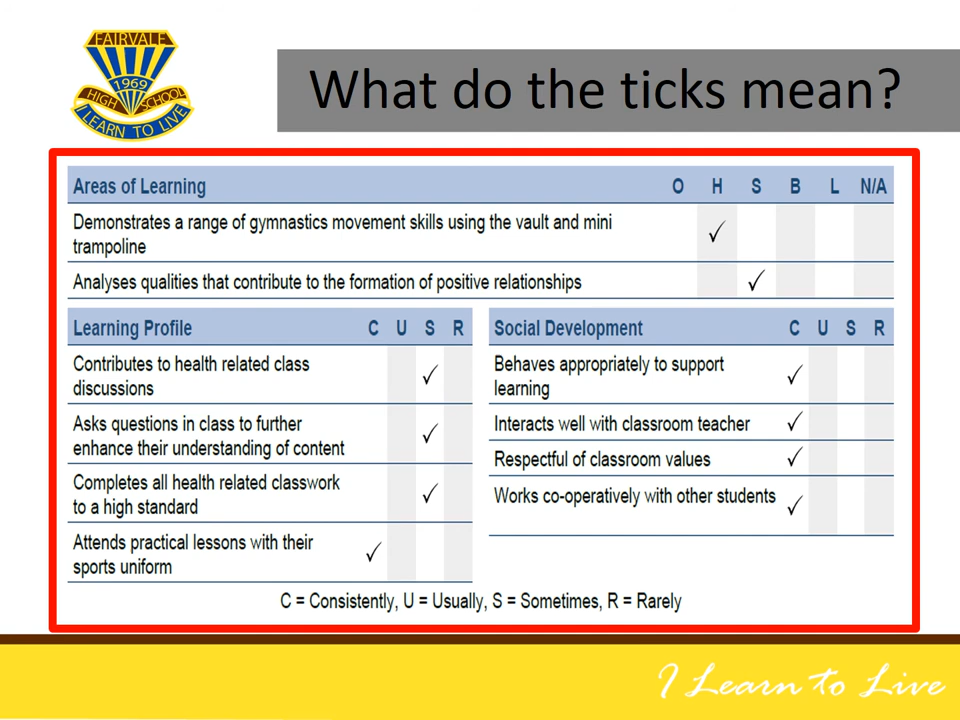 FAIRVALE
1969
HIGH SCHOOL
I LEARN TO LIVE
What do the ticks mean?
Areas of Learning O H S B L N/A
Demonstrates a range of gymnastics movement skills using the vault and mini
trampoline ✓
Analyses qualities that contribute to the formation of positive relationships ✓
Learning Profile C U S R
Contributes to health related class
discussions ✓
Asks questions in class to further
enhance their understanding of content ✓
Completes all health related classwork
to a high standard ✓
Attends practical lessons with their
sports uniform ✓
Social Development C U S R
Behaves appropriately to support
learning ✓
Interacts well with classroom teacher ✓
Respectful of classroom values ✓
Works co-operatively with other students ✓
C = Consistently, U = Usually, S = Sometimes, R = Rarely
I Learn to Live